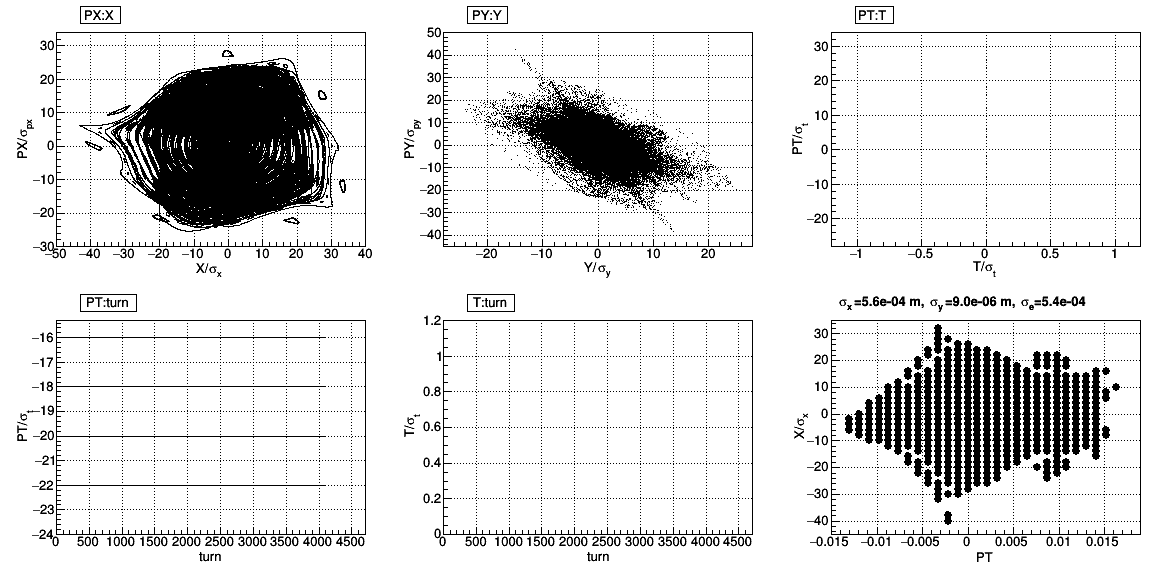 PX:X
PX/σpx
30
20
10
0
−10
−20
−30
−50 −40 −30 −20 −10 0 10 20 30 40
X/σx
PY:Y
PY/σpy
50
40
30
20
10
0
−10
−20
−30
−40
−20 −10 0 10 20
Y/σy
PT:T
PT/σt
30
20
10
0
−10
−20
−1 −0.5 0 0.5 1
T/σt
PT:turn
PT/σt
−16
−17
−18
−19
−20
−21
−22
−23
−24
0 500 1000 1500 2000 2500 3000 3500 4000 4500
turn
T:turn
T/σt
1.2
1
0.8
0.6
0.4
0.2
0
0 500 1000 1500 2000 2500 3000 3500 4000 4500
turn
σx=5.6e-04 m, σy=9.0e-06 m, σe=5.4e-04
X/σx
30
20
10
0
−10
−20
−30
−40
−0.015 −0.01 −0.005 0 0.005 0.01 0.015
PT